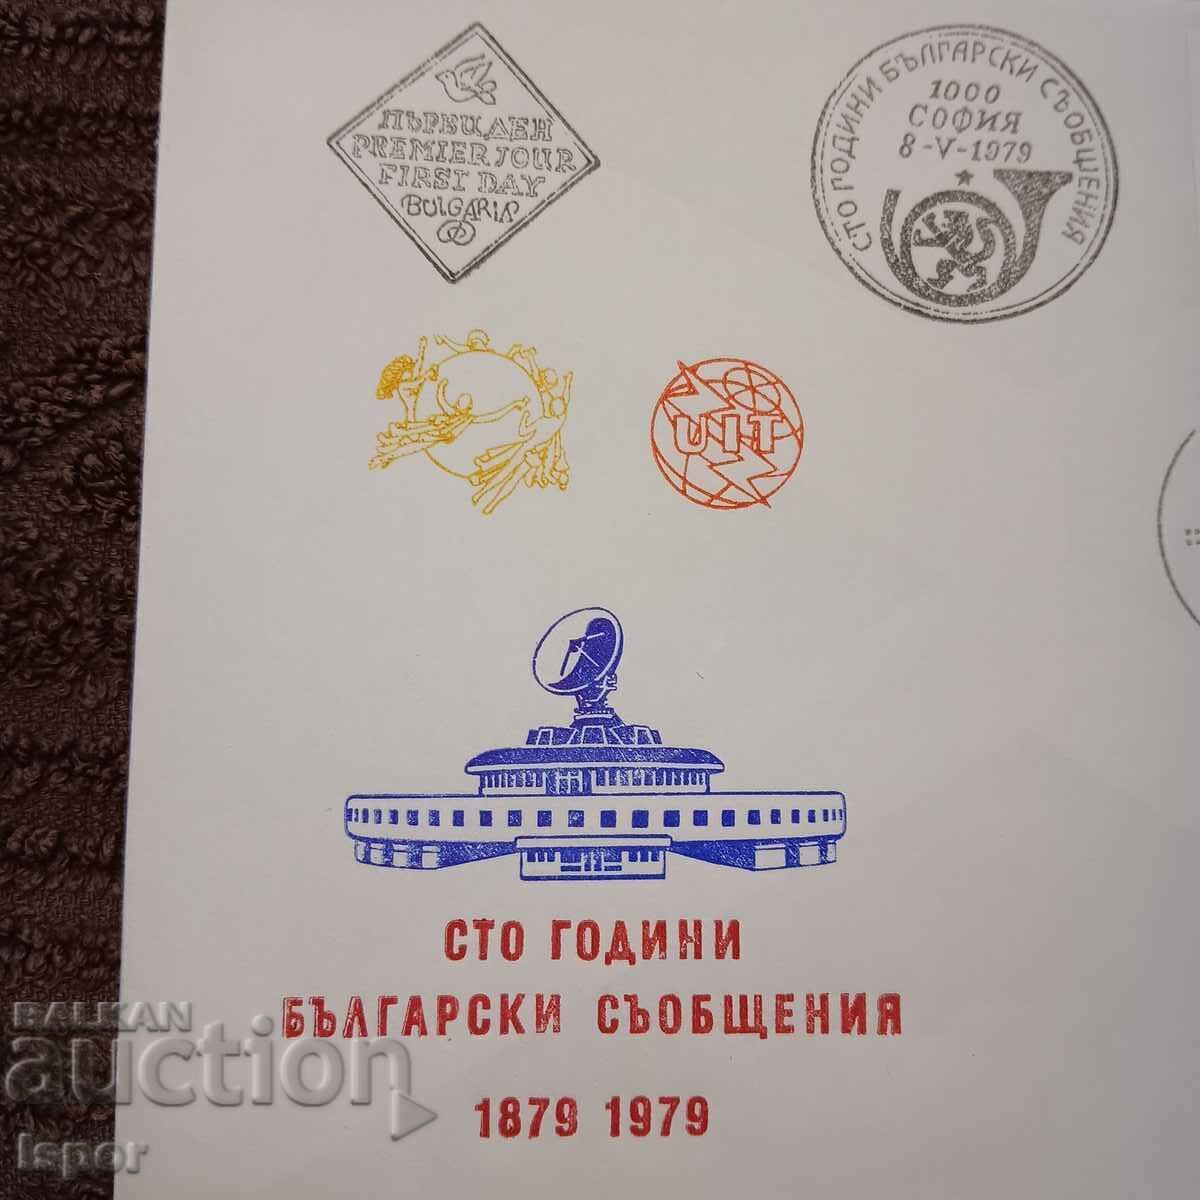 ПЪРВИ ДЕН
PREMIER JOUR
FIRST DAY
BULGARIA
СТО ГОДИНИ БЪЛГАРСКИ СЪОБЩЕНИЯ
1000
СОФИЯ
8-V-1979
UIT
СТО ГОДИНИ
БЪЛГАРСКИ СЪОБЩЕНИЯ
1879 1979
BALKAN
auction
Ispor